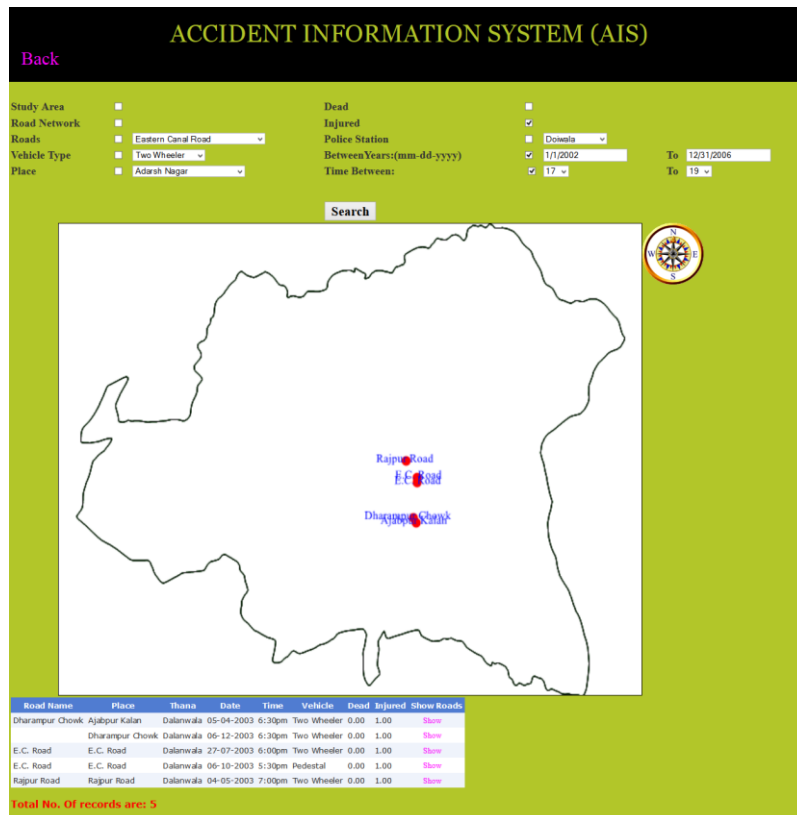 ACCIDENT INFORMATION SYSTEM (AIS)
Back
Study Area Dead
Road Network Injured
Roads Eastern Canal Road Police Station Doiwala
Vehicle Type Two Wheeler BetweenYears:(mm-dd-yyyy) 1/1/2002 To 12/31/2006
Place Adarsh Nagar Time Between: 17 To 19
Search
N
W E
S
Rajpur Road
E.C. Road
E.C. Road
Dharampur Chowk
Ajabpur Kalan
Road Name Place Thana Date Time Vehicle Dead Injured Show Roads
Dharampur Chowk Ajabpur Kalan Dalanwala 05-04-2003 6:30pm Two Wheeler 0.00 1.00 Show
Dharampur Chowk Dalanwala 06-12-2003 6:30pm Two Wheeler 0.00 1.00 Show
E.C. Road E.C. Road Dalanwala 27-07-2003 6:00pm Two Wheeler 0.00 1.00 Show
E.C. Road E.C. Road Dalanwala 06-10-2003 5:30pm Pedestal 0.00 1.00 Show
Rajpur Road Rajpur Road Dalanwala 04-05-2003 7:00pm Two Wheeler 0.00 1.00 Show
Total No. Of records are: 5